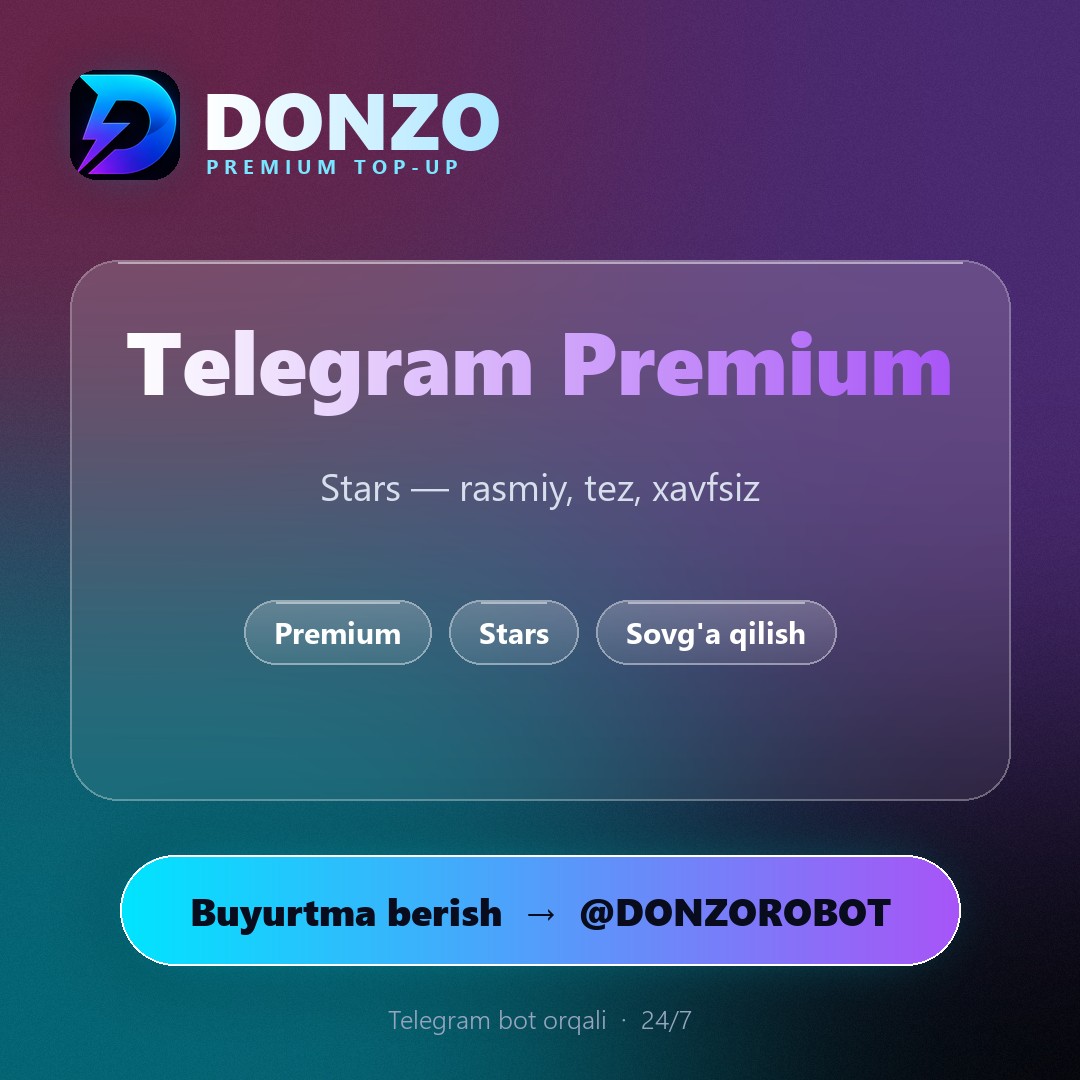 DONZO
PREMIUM TOP-UP
Telegram Premium
Stars — rasmiy, tez, xavfsiz
Premium Stars Sovg'a qilish
Buyurtma berish → @DONZOROBOT
Telegram bot orqali · 24/7